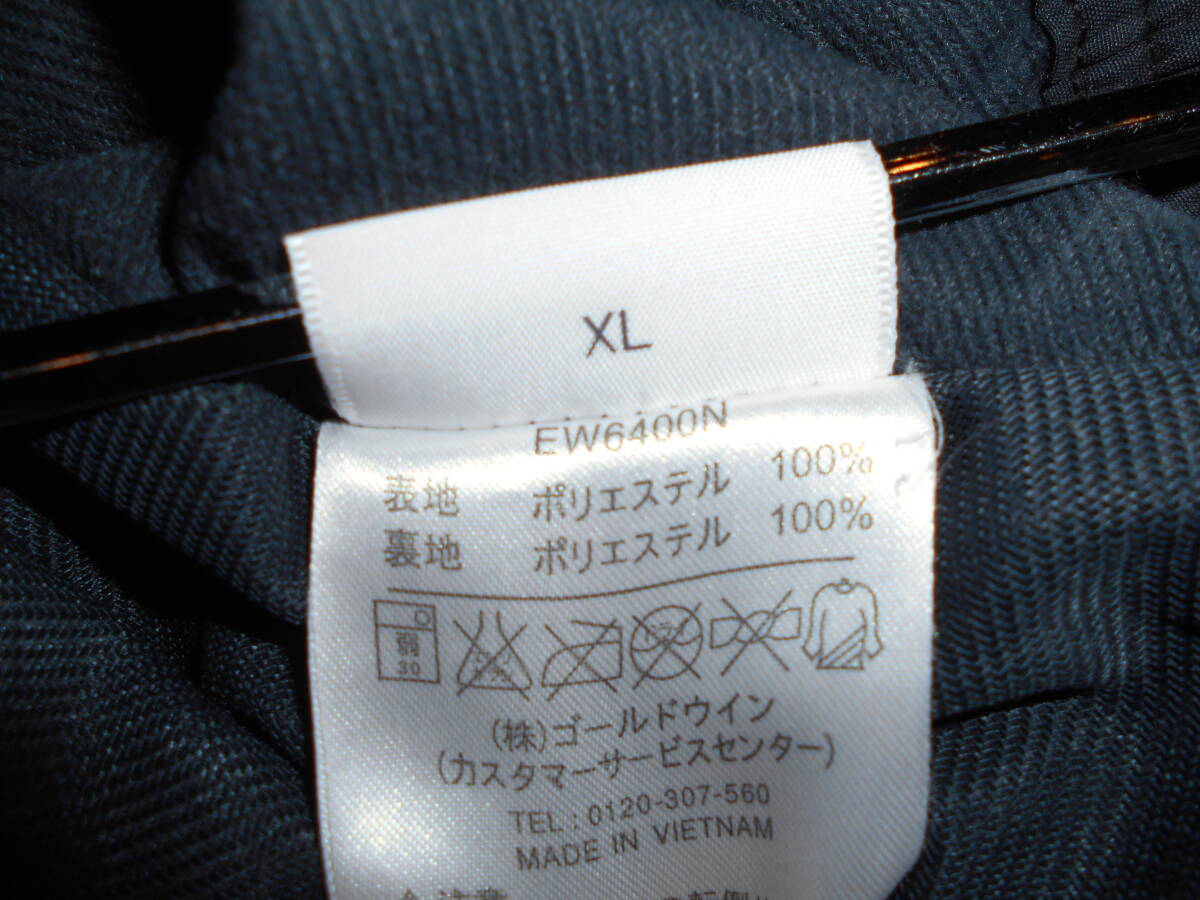 XL
EW6400N
表地 ポリエステル 100%
裏地 ポリエステル 100%
弱
30
(株)ゴールドウイン
(カスタマーサービスセンター)
TEL : 0120-307-560
MADE IN VIETNAM